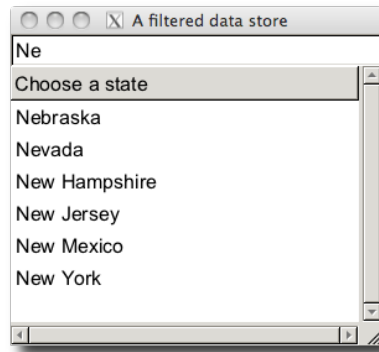 A filtered data store
Ne
Choose a state
Nebraska
Nevada
New Hampshire
New Jersey
New Mexico
New York